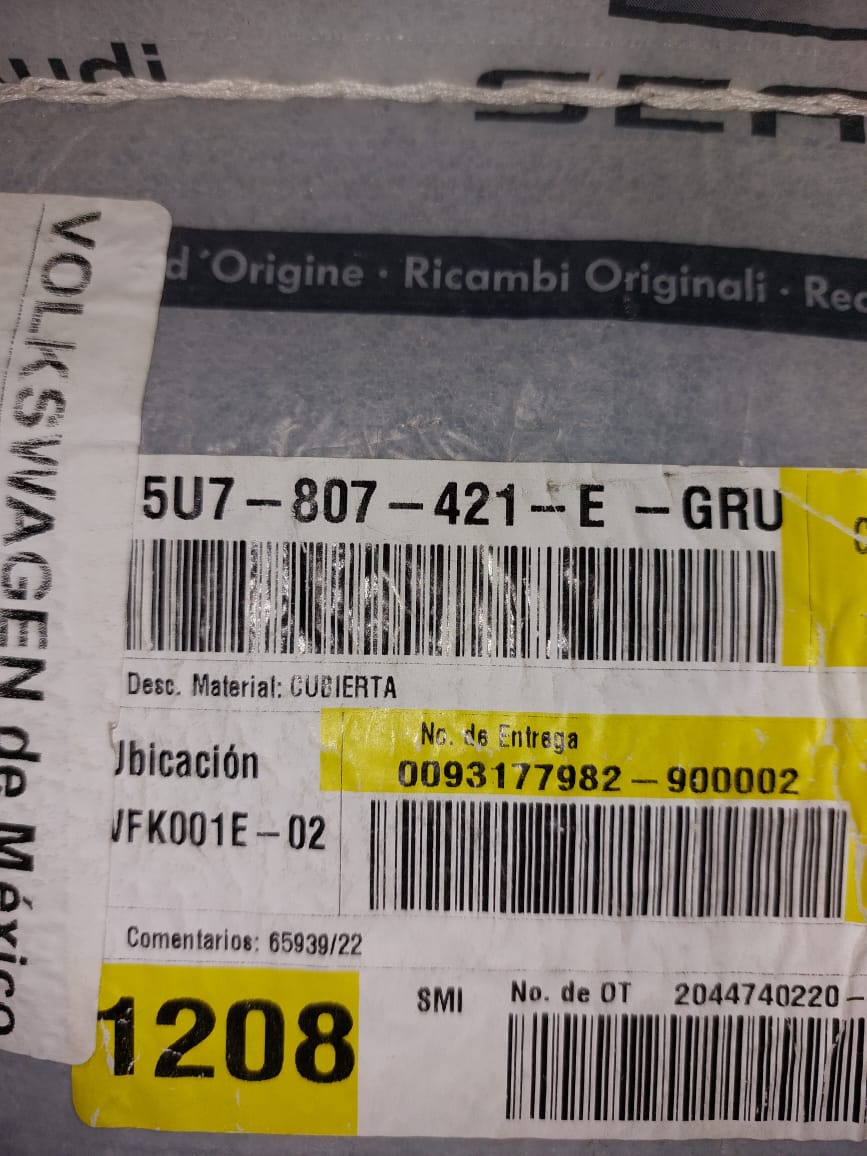 udi
SEA
d'Origine · Ricambi Originali · Rec
VOLKSWAGEN de México
5U7-807-421-E -GRU
Desc. Material: CUBIERTA
No. de Entrega
Ubicación
0093177982-900002
VFK001E-02
Comentarios: 65939/22
1208
SMI
No. de OT 2044740220-